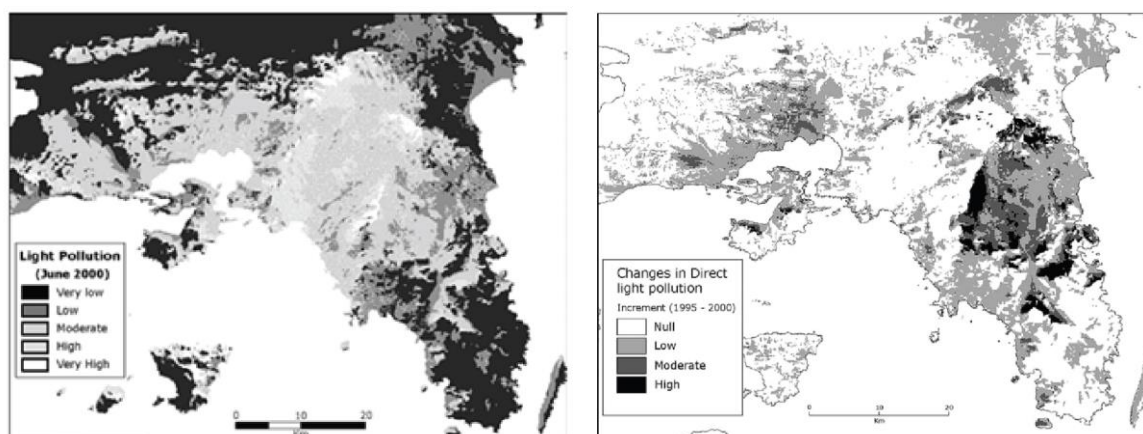 Light Pollution
(June 2000)
Very low
Low
Moderate
High
Very High
0 10 20
Km
Changes in Direct
light pollution
Increment (1995 - 2000)
Null
Low
Moderate
High
0 10 20
Km